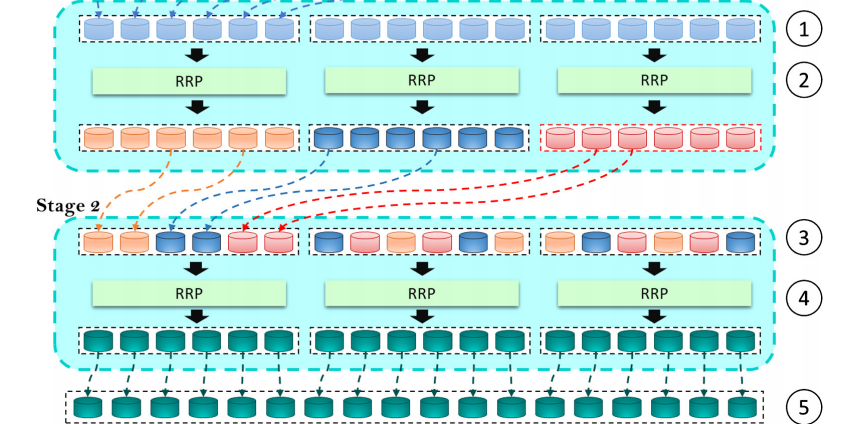 1
RRP RRP RRP 2
Stage 2
3
RRP RRP RRP 4
5